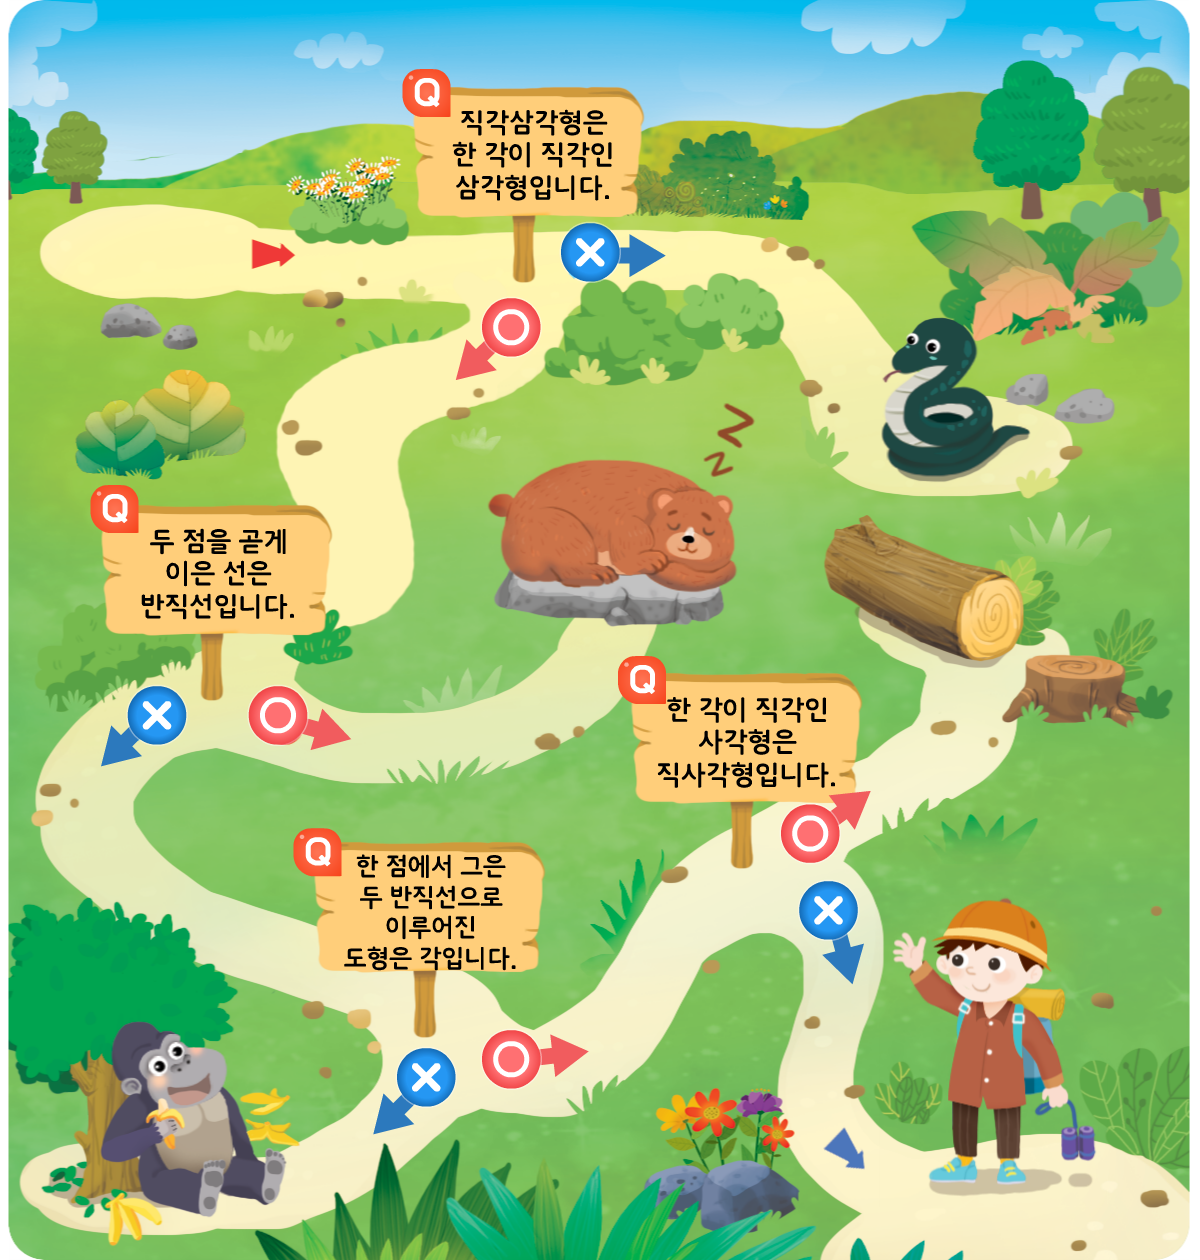 Q
직각삼각형은
한 각이 직각인
삼각형입니다.
Z
Z
Q
두 점을 곧게
이은 선은
반직선입니다.
Q
한 각이 직각인
사각형은
직사각형입니다.
Q
한 점에서 그은
두 반직선으로
이루어진
도형은 각입니다.